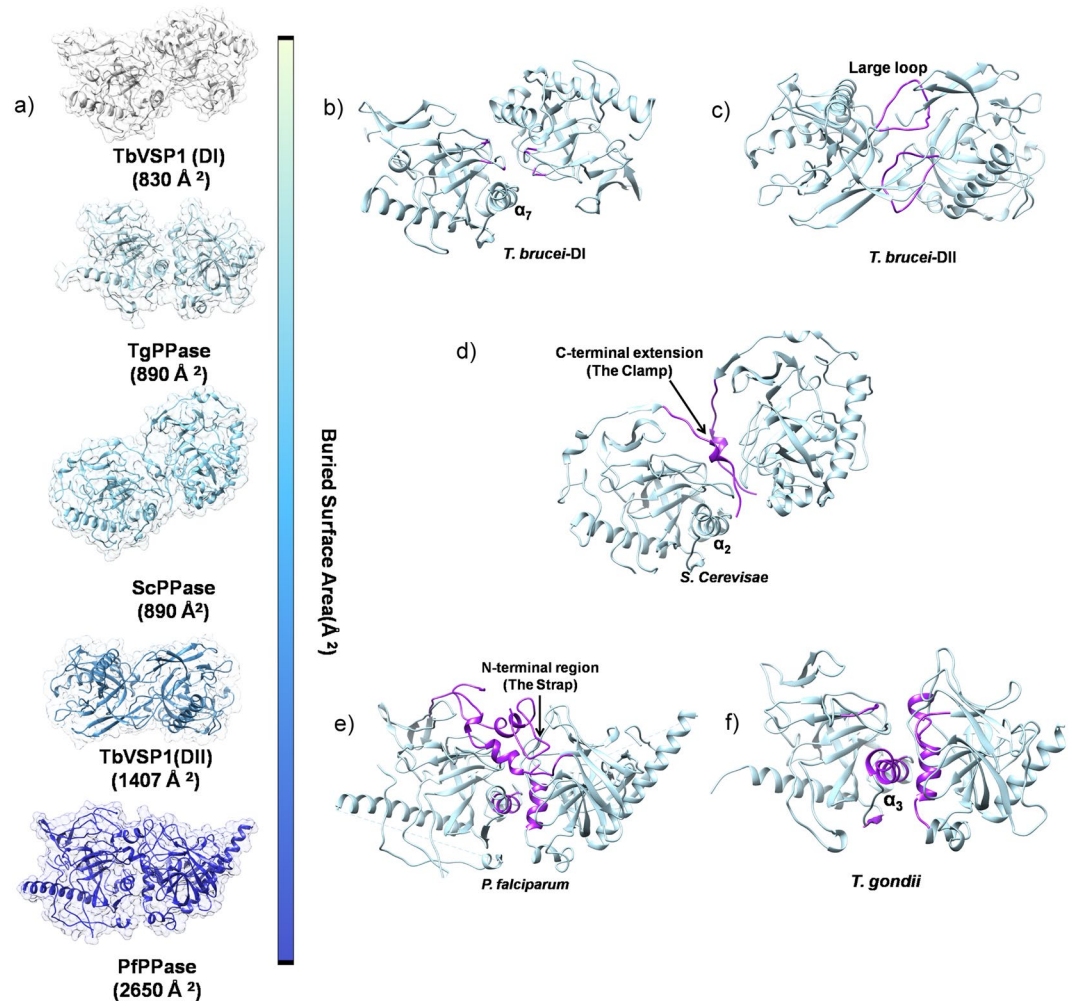 a)
TbVSP1 (DI)
(830 Å ²)
TgPPase
(890 Å ²)
ScPPase
(890 Å²)
TbVSP1(DII)
(1407 Å ²)
PfPPase
(2650 Å ²)
Buried Surface Area(Å ²)
b)
α₇
T. brucei-DI
c)
Large loop
T. brucei-DII
d)
C-terminal extension
(The Clamp)
α₂
S. Cerevisae
e)
N-terminal region
(The Strap)
P. falciparum
f)
α₃
T. gondii